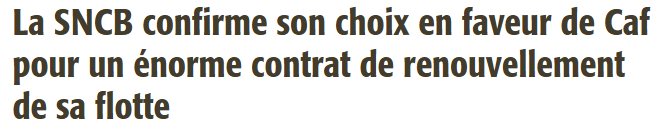 La SNCB confirme son choix en faveur de Caf
pour un énorme contrat de renouvellement
de sa flotte